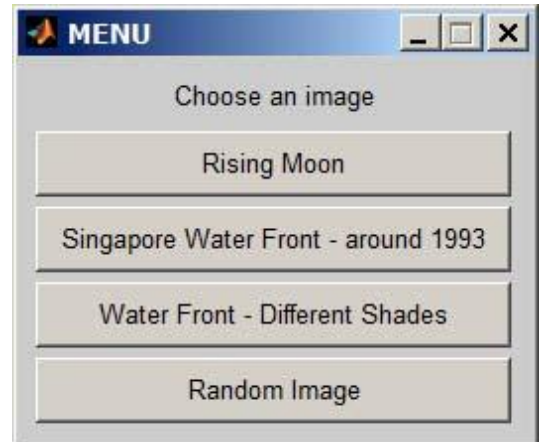 MENU
Choose an image
Rising Moon
Singapore Water Front - around 1993
Water Front - Different Shades
Random Image